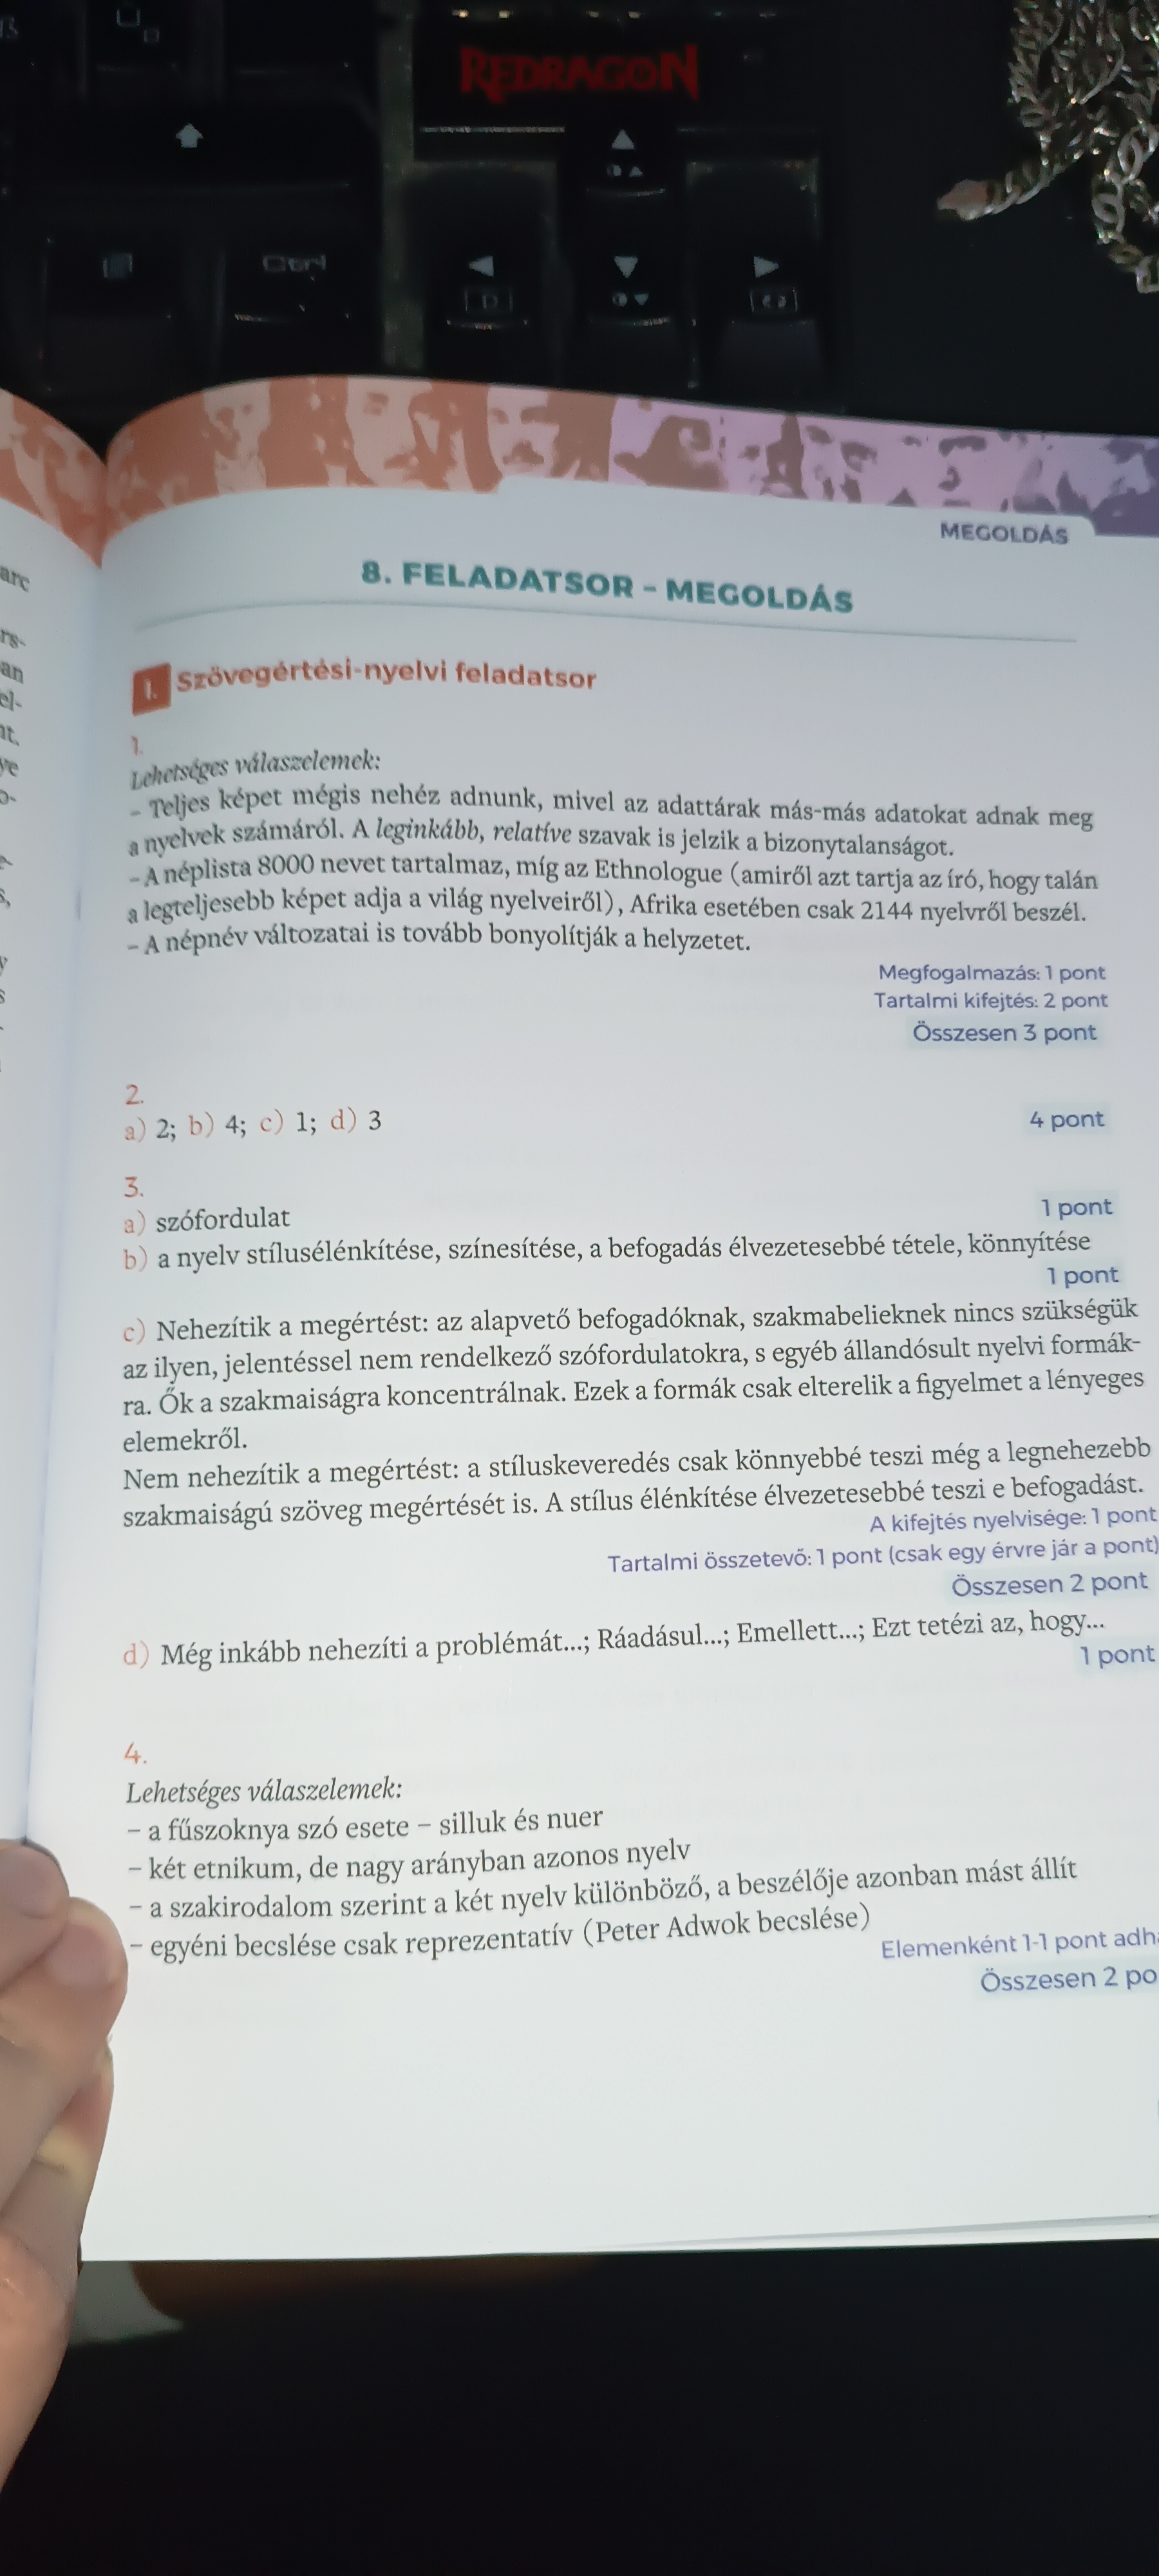 REDRAGON
Ctrl
arc
rs-
an
el-
nt.
MEGOLDÁS
8. FELADATSOR – MEGOLDÁS
I. Szövegértési-nyelvi feladatsor
1.
Lehetséges válaszelemek:
– Teljes képet mégis nehéz adnunk, mivel az adattárak más-más adatokat adnak meg
a nyelvek számáról. A leginkább, relatíve szavak is jelzik a bizonytalanságot.
– A néplista 8000 nevet tartalmaz, míg az Ethnologue (amiről azt tartja az író, hogy talán
a legteljesebb képet adja a világ nyelveiről), Afrika esetében csak 2144 nyelvről beszél.
– A népnév változatai is tovább bonyolítják a helyzetet.
Megfogalmazás: 1 pont
Tartalmi kifejtés: 2 pont
Összesen 3 pont
2.
a) 2; b) 4; c) 1; d) 3
4 pont
3.
a) szófordulat
1 pont
b) a nyelv stílusélénkítése, színesítése, a befogadás élvezetesebbé tétele, könnyítése
1 pont
c) Nehezítik a megértést: az alapvető befogadóknak, szakmabelieknek nincs szükségük
az ilyen, jelentéssel nem rendelkező szófordulatokra, s egyéb állandósult nyelvi formák-
ra. Ők a szakmaiságra koncentrálnak. Ezek a formák csak elterelik a figyelmet a lényeges
elemekről.
Nem nehezítik a megértést: a stíluskeveredés csak könnyebbé teszi még a legnehezebb
szakmaiságú szöveg megértését is. A stílus élénkítése élvezetesebbé teszi e befogadást.
A kifejtés nyelvisége: 1 pont
Tartalmi összetevő: 1 pont (csak egy érvre jár a pont)
Összesen 2 pont
d) Még inkább nehezíti a problémát...; Ráadásul...; Emellett...; Ezt tetézi az, hogy...
1 pont
4.
Lehetséges válaszelemek:
– a fűszoknya szó esete – silluk és nuer
– két etnikum, de nagy arányban azonos nyelv
– a szakirodalom szerint a két nyelv különböző, a beszélője azonban mást állít
– egyéni becslése csak reprezentatív (Peter Adwok becslése)
Elemenként 1-1 pont adh
Összesen 2 po